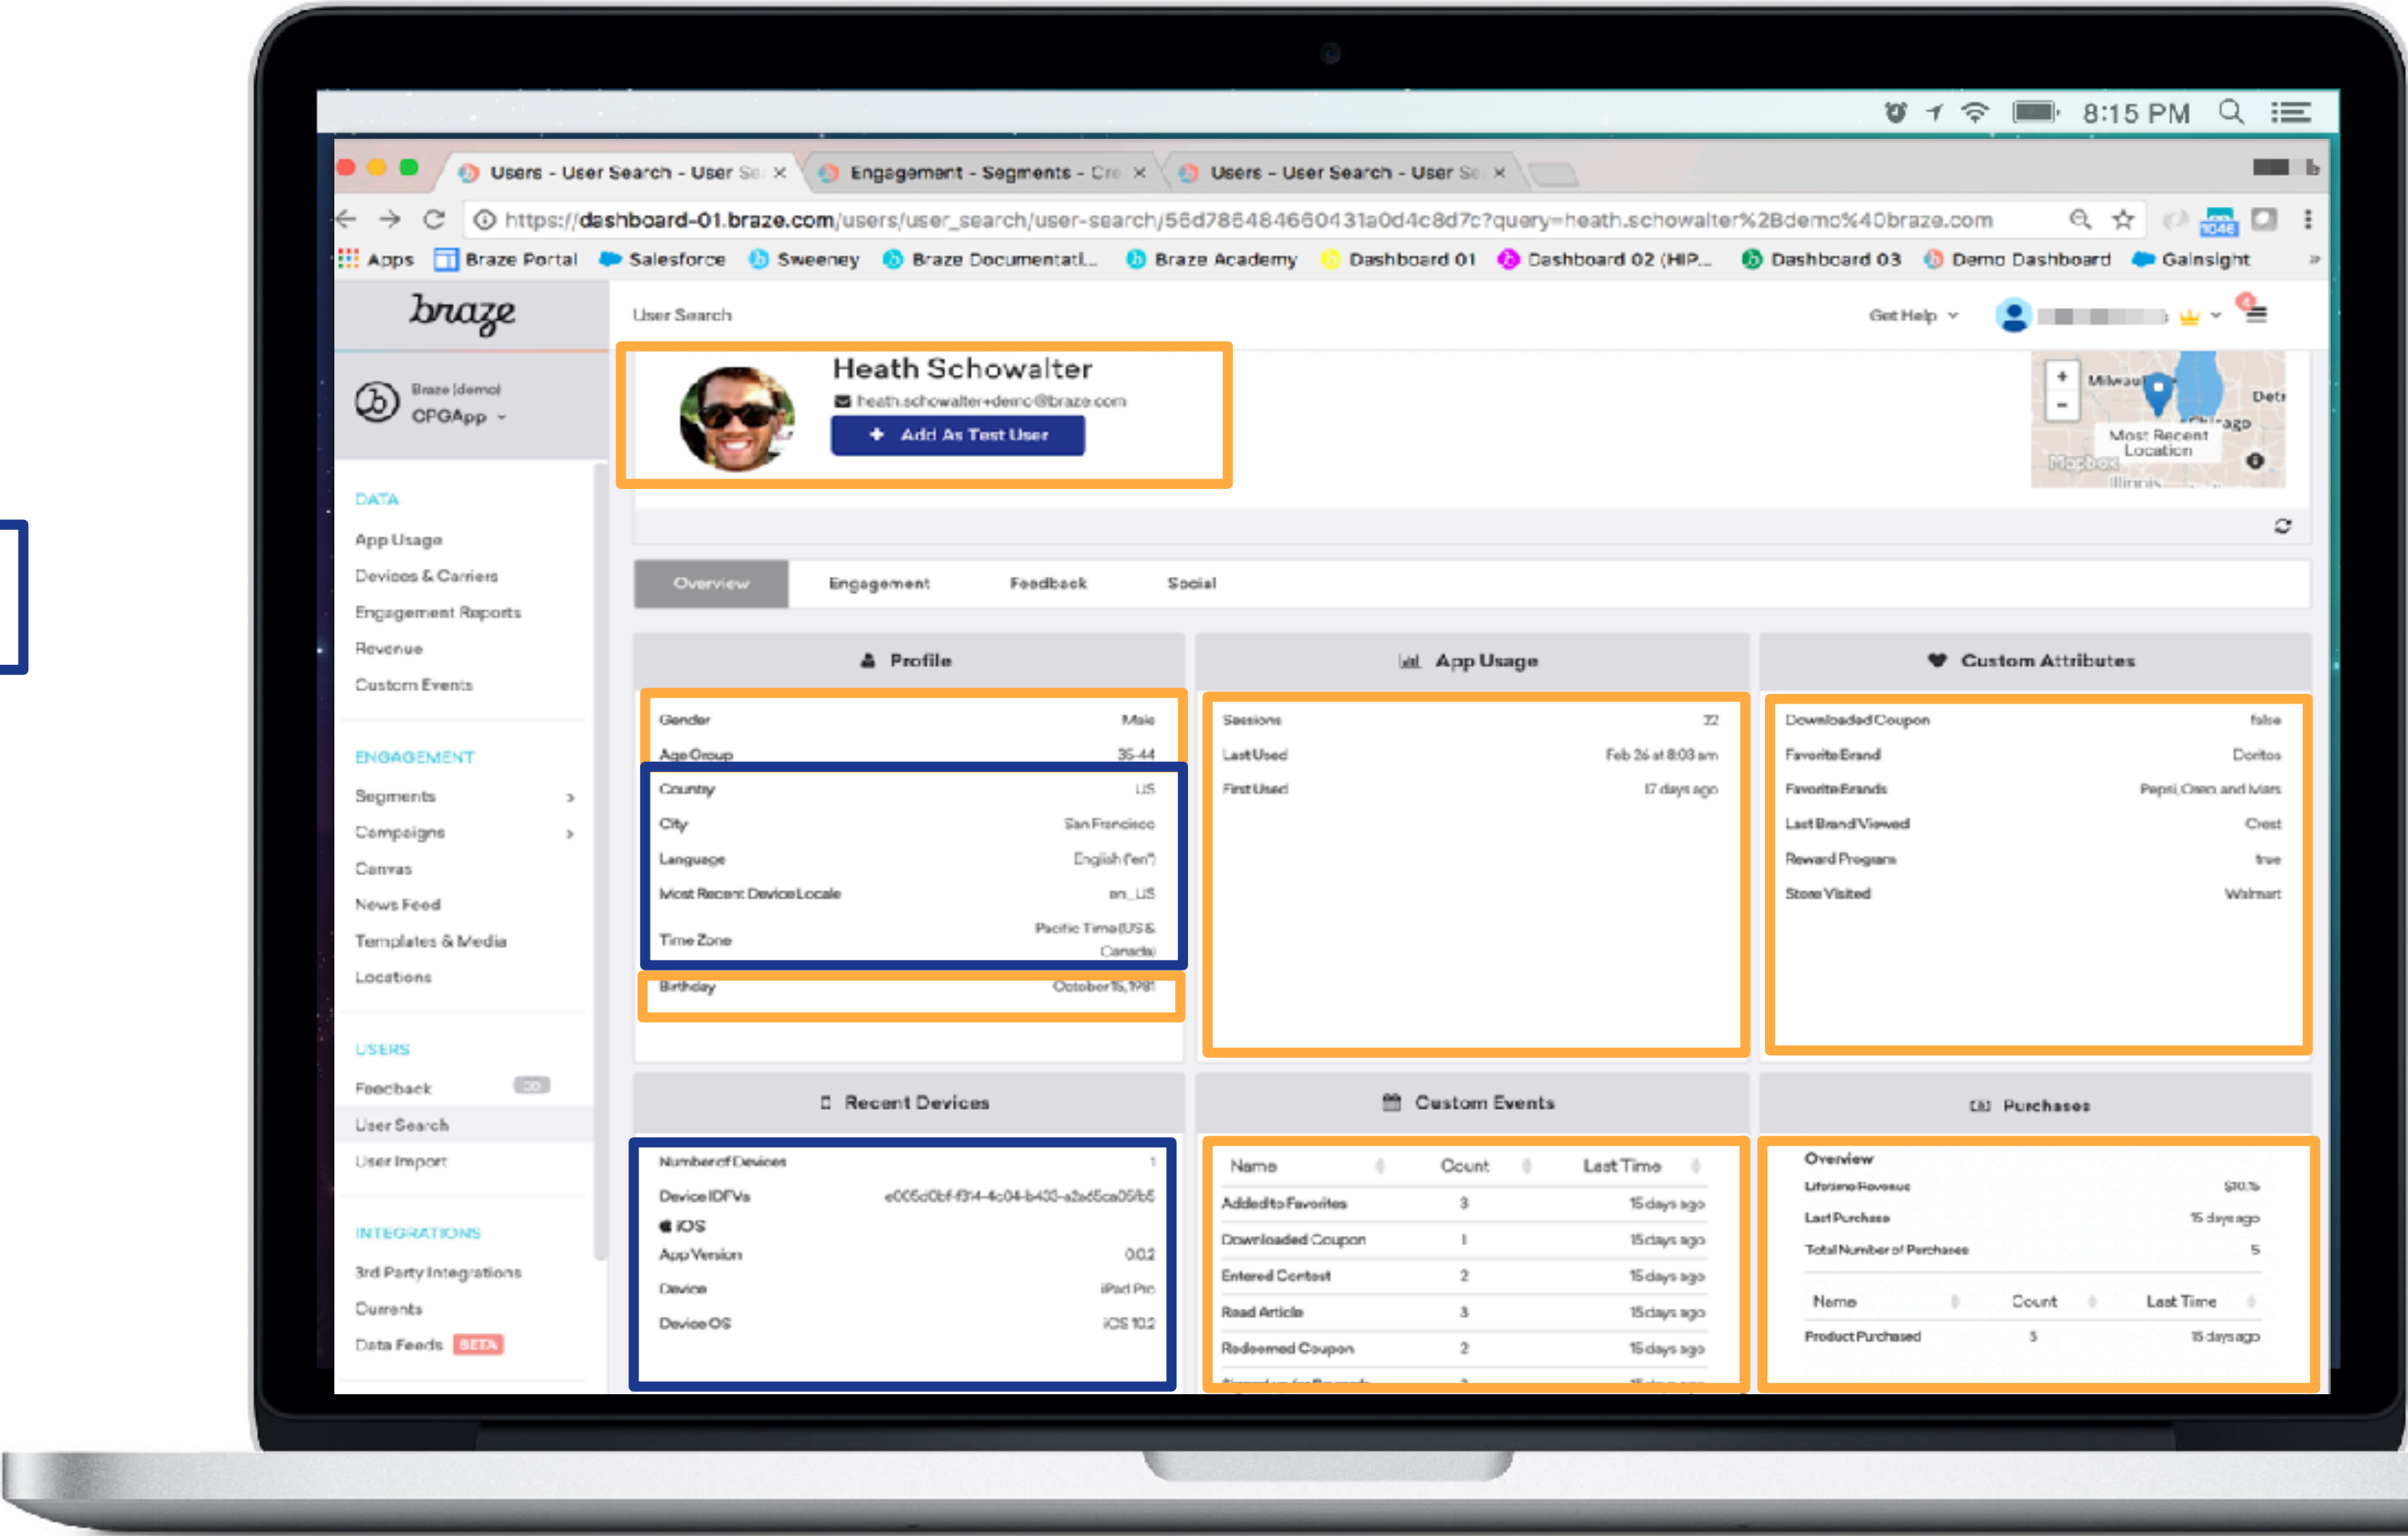 8:15 PM
Users - User Search - User Se
Engagement - Segments - Cre
Users - User Search - User Se
https://dashboard-01.braze.com/users/user_search/user-search/56d786484660431a0d4c8d7c?query=heath.schowalter%2Bdemo%40braze.com
1046
Apps Braze Portal Salesforce Sweeney Braze Documentati... Braze Academy Dashboard 01 Dashboard 02 (HIP... Dashboard 03 Demo Dashboard Gainsight »
braze
User Search
Get Help
4
Braze (demo)
CPGApp
Heath Schowalter
heath.schowalter+demo@braze.com
+ Add As Test User
+
-
Detr
Most Recent
Location
Mapbox
Illinois
DATA
App Usage
Devices & Carriers
Engagement Reports
Revenue
Custom Events
ENGAGEMENT
Segments
Campaigns
Canvas
News Feed
Templates & Media
Locations
USERS
Feedback 30
User Search
User Import
INTEGRATIONS
3rd Party Integrations
Currents
Data Feeds BETA
Overview Engagement Feedback Social
Profile
Gender Male
Age Group 35-44
Country US
City San Francisco
Language English ("en")
Most Recent Device Locale en_US
Time Zone Pacific Time (US &
Canada)
Birthday October 15, 1981
App Usage
Sessions 22
Last Used Feb 26 at 8:03 am
First Used 17 days ago
Custom Attributes
Downloaded Coupon false
Favorite Brand Doritos
Favorite Brands Pepsi, Oreo, and Mars
Last Brand Viewed Crest
Reward Program true
Store Visited Walmart
Recent Devices
Number of Devices 1
Device IDFVs
iOS
App Version 0.0.2
Device iPad Pro
Device OS iOS 10.2
Custom Events
Name Count Last Time
Added to Favorites 3 15 days ago
Downloaded Coupon 1 15 days ago
Entered Contest 2 15 days ago
Read Article 3 15 days ago
Redeemed Coupon 2 15 days ago
Purchases
Overview
Lifetime Revenue
Last Purchase 15 days ago
Total Number of Purchases 5
Name Count Last Time
Product Purchased 5 15 days ago